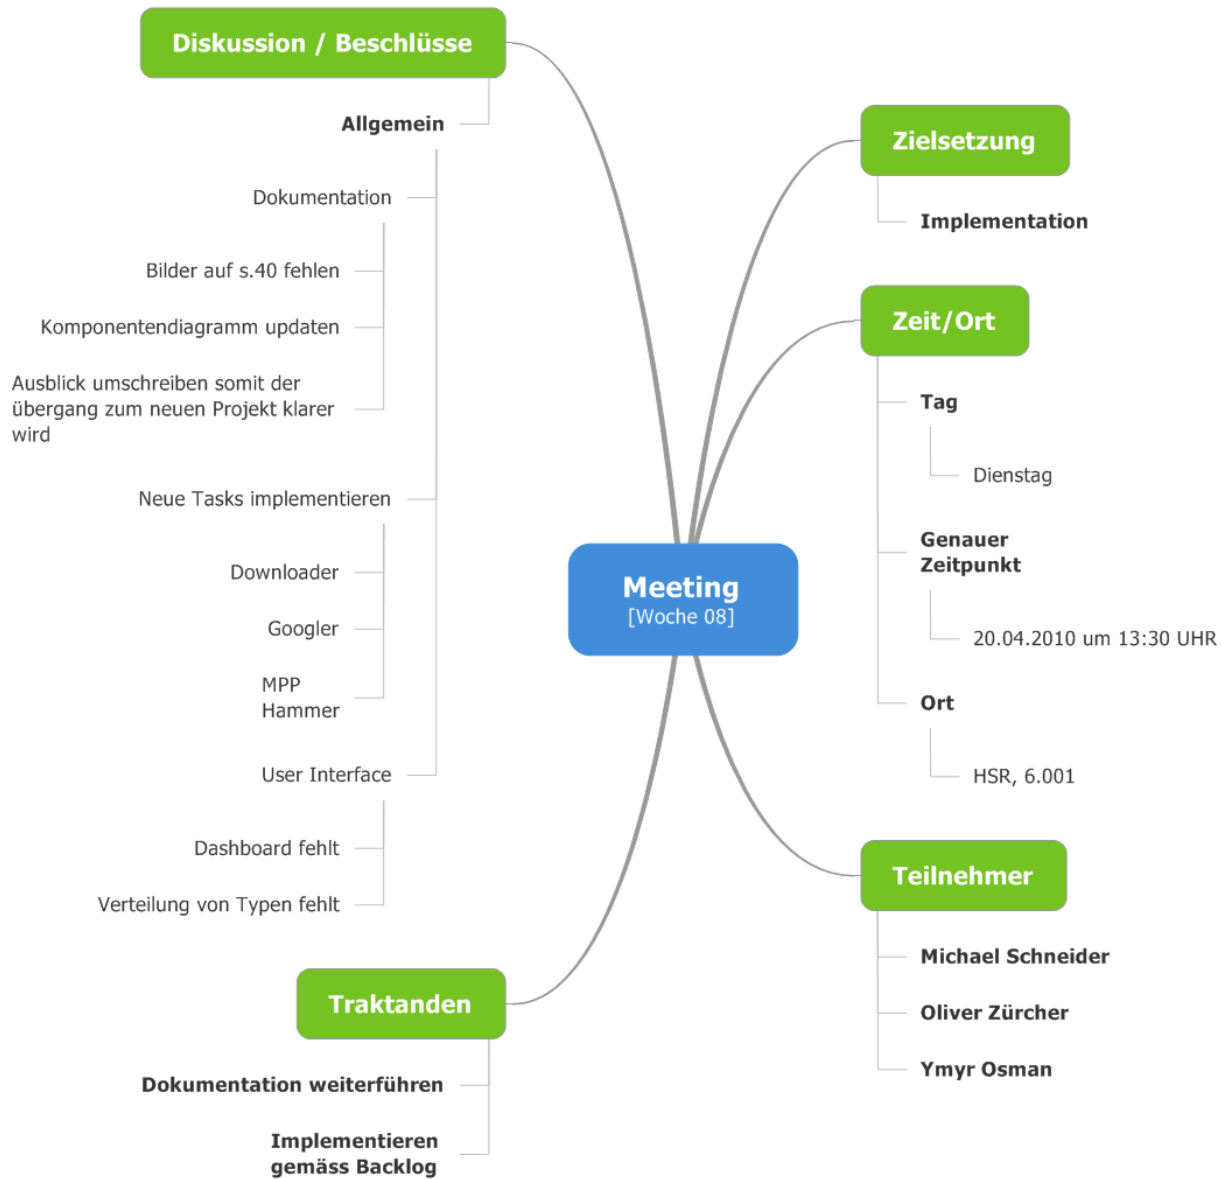 Diskussion / Beschlüsse
Allgemein
Dokumentation
Bilder auf s.40 fehlen
Komponentendiagramm updaten
Ausblick umschreiben somit der
übergang zum neuen Projekt klarer
wird
Neue Tasks implementieren
Downloader
Googler
MPP
Hammer
User Interface
Dashboard fehlt
Verteilung von Typen fehlt
Traktanden
Dokumentation weiterführen
Implementieren
gemäss Backlog
Meeting
[Woche 08]
Zielsetzung
Implementation
Zeit/Ort
Tag
Dienstag
Genauer
Zeitpunkt
20.04.2010 um 13:30 UHR
Ort
HSR, 6.001
Teilnehmer
Michael Schneider
Oliver Zürcher
Ymyr Osman